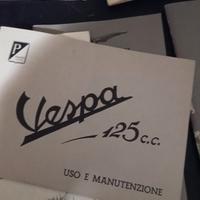 P
Vespa
125 c.c.
USO E MANUTENZIONE